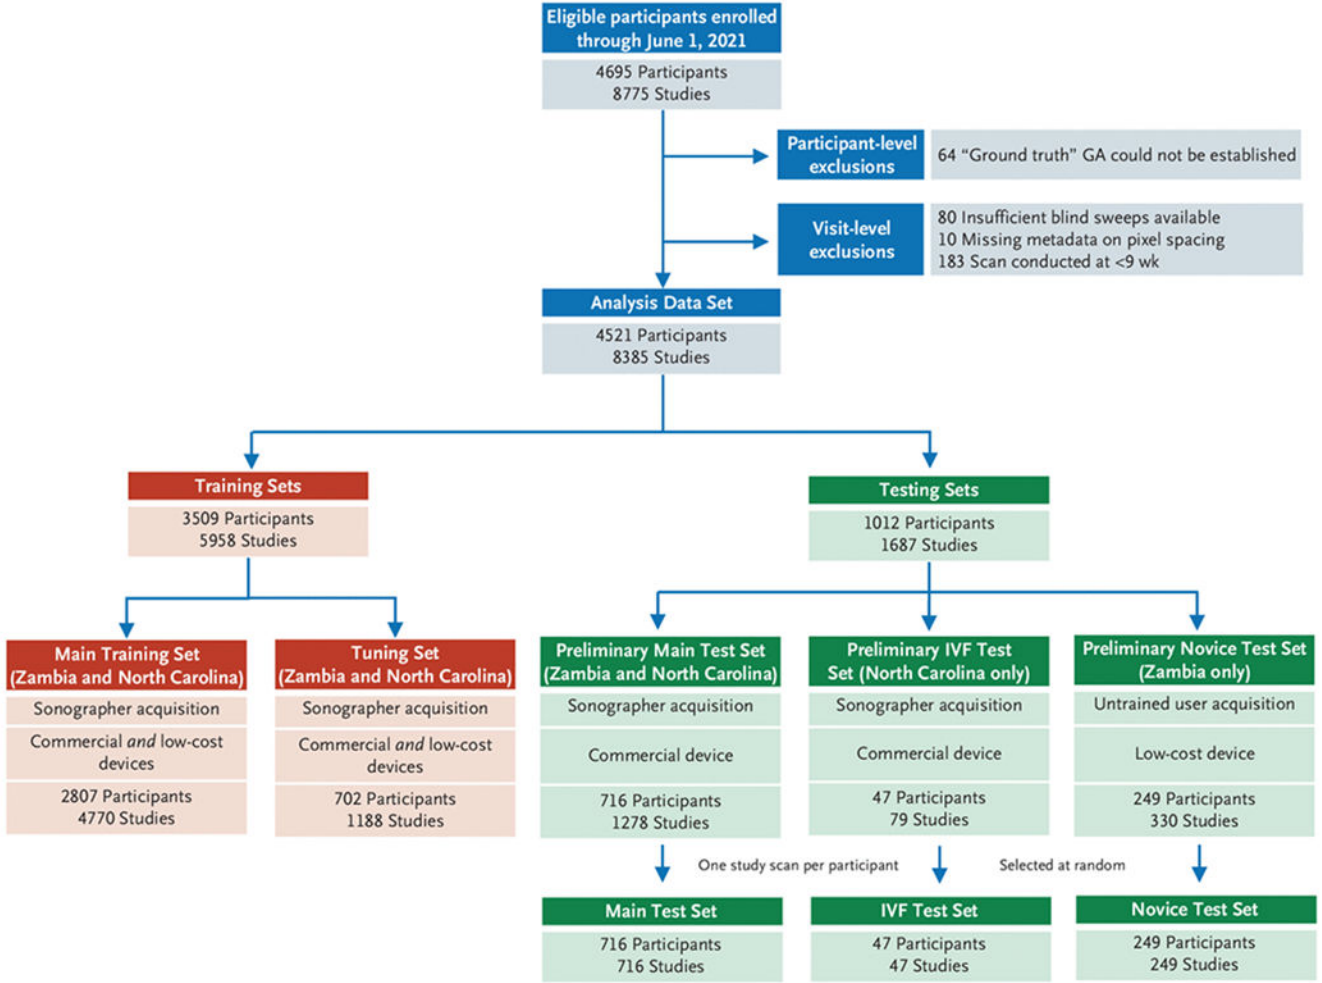 Eligible participants enrolled
through June 1, 2021
4695 Participants
8775 Studies
Participant-level
exclusions
64 “Ground truth” GA could not be established
Visit-level
exclusions
80 Insufficient blind sweeps available
10 Missing metadata on pixel spacing
183 Scan conducted at <9 wk
Analysis Data Set
4521 Participants
8385 Studies
Training Sets
3509 Participants
5958 Studies
Testing Sets
1012 Participants
1687 Studies
Main Training Set
(Zambia and North Carolina)
Sonographer acquisition
Commercial and low-cost
devices
2807 Participants
4770 Studies
Tuning Set
(Zambia and North Carolina)
Sonographer acquisition
Commercial and low-cost
devices
702 Participants
1188 Studies
Preliminary Main Test Set
(Zambia and North Carolina)
Sonographer acquisition
Commercial device
716 Participants
1278 Studies
Preliminary IVF Test
Set (North Carolina only)
Sonographer acquisition
Commercial device
47 Participants
79 Studies
Preliminary Novice Test Set
(Zambia only)
Untrained user acquisition
Low-cost device
249 Participants
330 Studies
One study scan per participant
Selected at random
Main Test Set
716 Participants
716 Studies
IVF Test Set
47 Participants
47 Studies
Novice Test Set
249 Participants
249 Studies